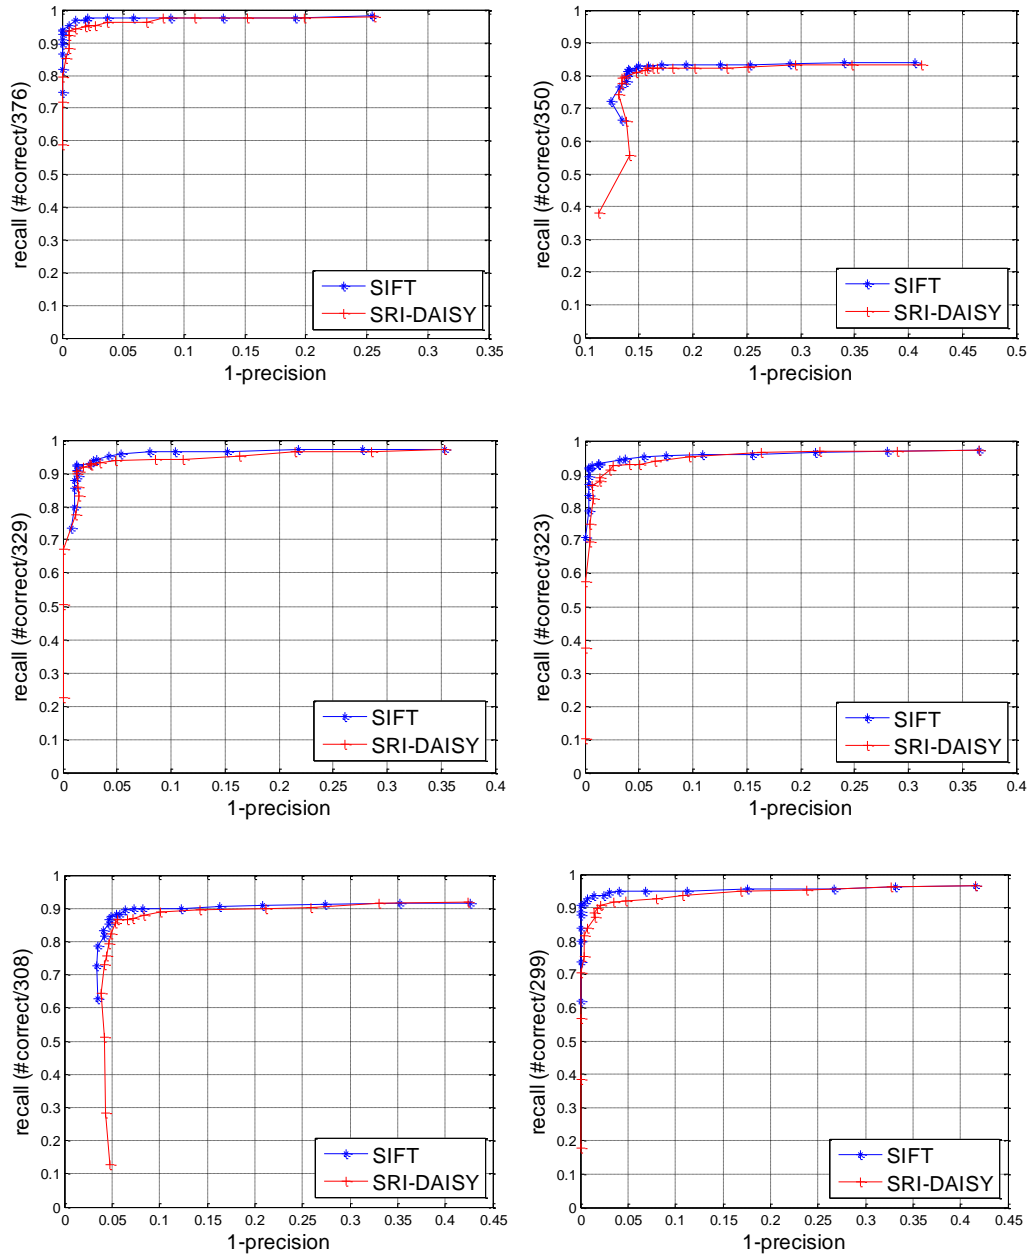 1
0.9
0.8
0.7
0.6
0.5
0.4
0.3
0.2
0.1
0
recall (#correct/376)
SIFT
SRI-DAISY
0 0.05 0.1 0.15 0.2 0.25 0.3 0.35
1-precision
1
0.9
0.8
0.7
0.6
0.5
0.4
0.3
0.2
0.1
0
recall (#correct/350)
SIFT
SRI-DAISY
0.1 0.15 0.2 0.25 0.3 0.35 0.4 0.45 0.5
1-precision
1
0.9
0.8
0.7
0.6
0.5
0.4
0.3
0.2
0.1
0
recall (#correct/329)
SIFT
SRI-DAISY
0 0.05 0.1 0.15 0.2 0.25 0.3 0.35 0.4
1-precision
1
0.9
0.8
0.7
0.6
0.5
0.4
0.3
0.2
0.1
0
recall (#correct/323)
SIFT
SRI-DAISY
0 0.05 0.1 0.15 0.2 0.25 0.3 0.35 0.4
1-precision
1
0.9
0.8
0.7
0.6
0.5
0.4
0.3
0.2
0.1
0
recall (#correct/308)
SIFT
SRI-DAISY
0 0.05 0.1 0.15 0.2 0.25 0.3 0.35 0.4 0.45
1-precision
1
0.9
0.8
0.7
0.6
0.5
0.4
0.3
0.2
0.1
0
recall (#correct/299)
SIFT
SRI-DAISY
0 0.05 0.1 0.15 0.2 0.25 0.3 0.35 0.4 0.45
1-precision